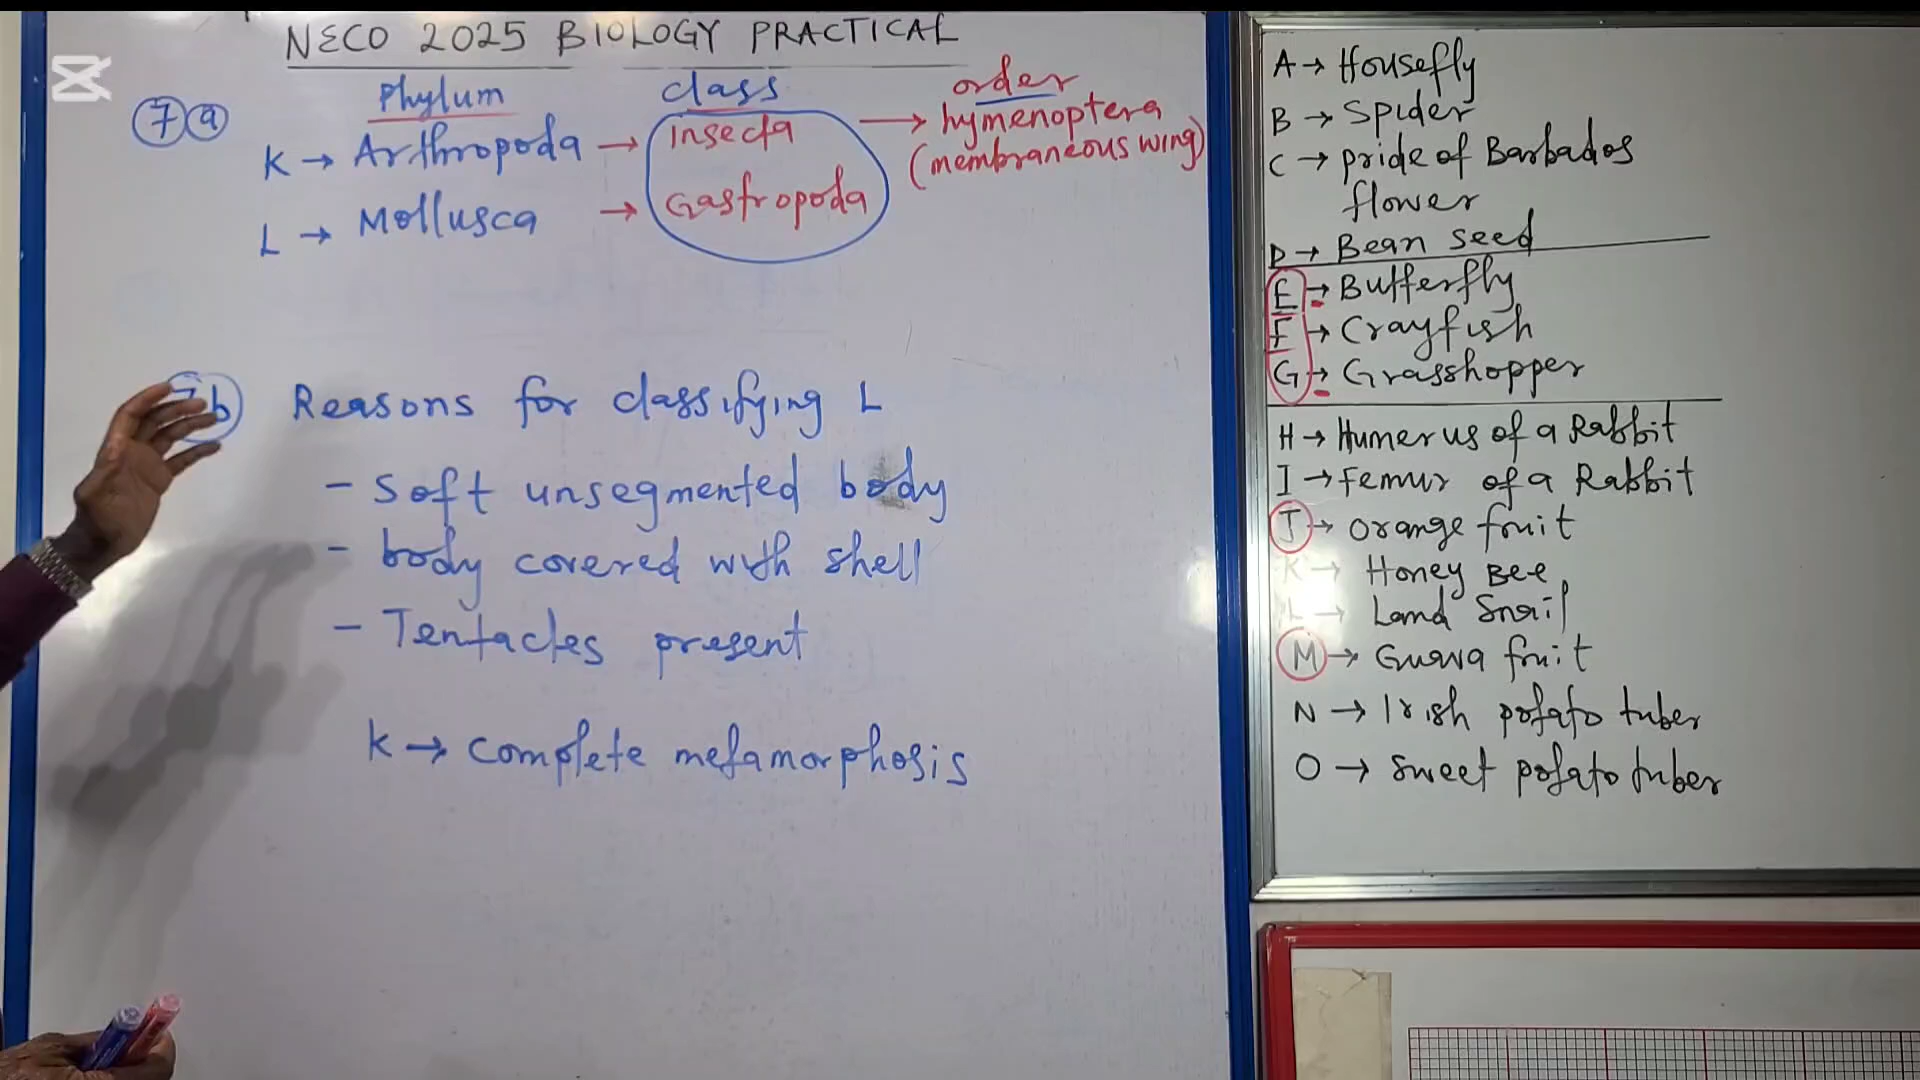 NECO 2025 BIOLOGY PRACTICAL
7 a
Phylum class order
K → Arthropoda → insecta → hymenoptera
(membraneous wing)
L → Mollusca → Gastropoda
7b Reasons for classifying L
- Soft unsegmented body
- body covered with shell
- Tentacles present
K → Complete metamorphosis
A → Housefly
B → Spider
C → pride of Barbados
flower
D → Bean seed
E → Butterfly
F → Crayfish
G → Grasshopper
H → Humerus of a Rabbit
I → Femur of a Rabbit
J → Orange fruit
K → Honey Bee
L → Land Snail
M → Guava fruit
N → Irish potato tuber
O → Sweet potato tuber